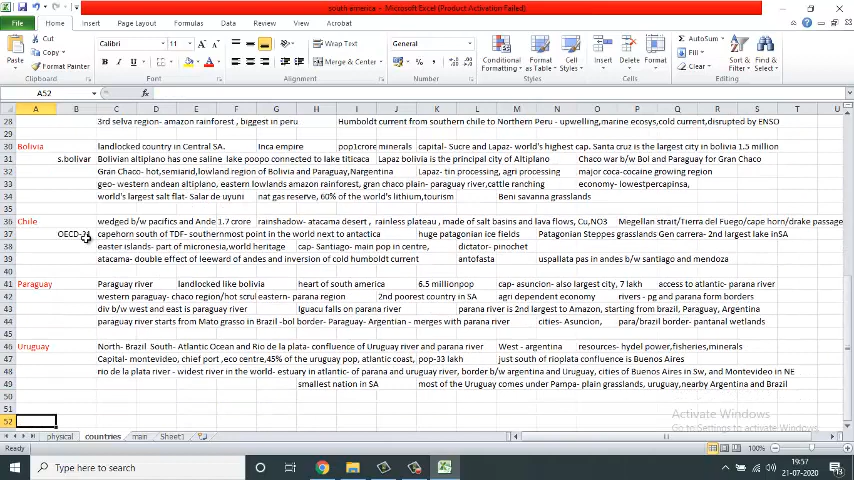 southamerica - Microsoft Excel (Product Activation Failed)
File Home Insert Page Layout Formulas Data Review View Acrobat
Cut
Copy
Format Painter
Paste
Calibri 11
B I U
Wrap Text
Merge & Center
General
Conditional Formatting Format as Table Cell Styles
Insert Delete Format
AutoSum
Fill
Clear
Sort & Filter Find & Select
Clipboard Font Alignment Number Styles Cells Editing
A52 fx
A B C D E F G H I J K L M N O P Q R S T U
28 3rd selva region- amazon rainforest , biggest in peru Humboldt current from southern chile to Northern Peru - upwelling,marine ecosys,cold current,disrupted by ENSO
29
30 Bolivia landlocked country in Central SA. Inca empire pop1crore minerals capital- Sucre and Lapaz- world's highest cap. Santa cruz is the largest city in bolivia 1.5 million
31 s.bolivar Bolivian altiplano has one saline lake poopo connected to lake titicaca Lapaz bolivia is the principal city of Altiplano Chaco war b/w Bol and Paraguay for Gran Chaco
32 Gran Chaco- hot,semiarid,lowland region of Bolivia and Paraguay,Narngentina Lapaz- tin processing, agri processing major coca-cocaine growing region
33 geo- western andean altiplano, eastern lowlands amazon rainforest, gran chaco plain- paraguay river,cattle ranching economy- lowestpercapinsa,
34 world's largest salt flat- Salar de uyuni nat gas reserve, 60% of the world's lithium,tourism Beni savanna grasslands
35
36 Chile wedged b/w pacifics and Ande 1.7 crore rainshadow- atacama desert , rainless plateau , made of salt basins and lava flows, Cu,NO3 Megellan strait/Tierra del Fuego/cape horn/drake passage
37 capehorn south of TDF- southernmost point in the world next to antactica huge patagonian ice fields Patagonian Steppes grasslands Gen carrera- 2nd largest lake inSA
38 easter islands- part of micronesia,world heritage cap- Santiago- main pop in centre, dictator- pinochet
39 atacama- double effect of leeward of andes and inversion of cold humboldt current antofasta uspallata pas in andes b/w santiago and mendoza
40
41 Paraguay Paraguay river landlocked like bolivia heart of south america 6.5 millionpop cap- asuncion- also largest city, 7 lakh access to atlantic- parana river
42 western paraguay- chaco region/hot scrul eastern- parana region 2nd poorest country in SA agri dependent economy rivers - pg and parana form borders
43 div b/w west and east is paraguay river Iguacu falls on parana river parana river is 2nd largest to Amazon, starting from brazil, Paraguay, Argentina
44 paraguay river starts from Mato grasso in Brazil -bol border- Paraguay- Argentian - merges with parana river cities- Asuncion, para/brazil border- pantanal wetlands
45
46 Uruguay North- Brazil South- Atlantic Ocean and Rio de la plata- confluence of Uruguay river and parana river West - argentina resources- hydel power,fisheries,minerals
47 Capital- montevideo, chief port ,eco centre,45% of the uruguay pop, atlantic coast, pop-33 lakh just south of rioplata confluence is Buenos Aires
48 rio de la plata river - widest river in the world- estuary in atlantic- of parana and uruguay river, border b/w argentina and Uruguay, cities of Buenos Aires in Sw, and Montevideo in NE
49 smallest nation in SA most of the Uruguay comes under Pampa- plain grasslands, uruguay,nearby Argentina and Brazil
50
51
52
Activate Windows
Go to Settings to activate Windows.
physical countries main Sheet1
Ready 100%
Type here to search
19:57
21-07-2020